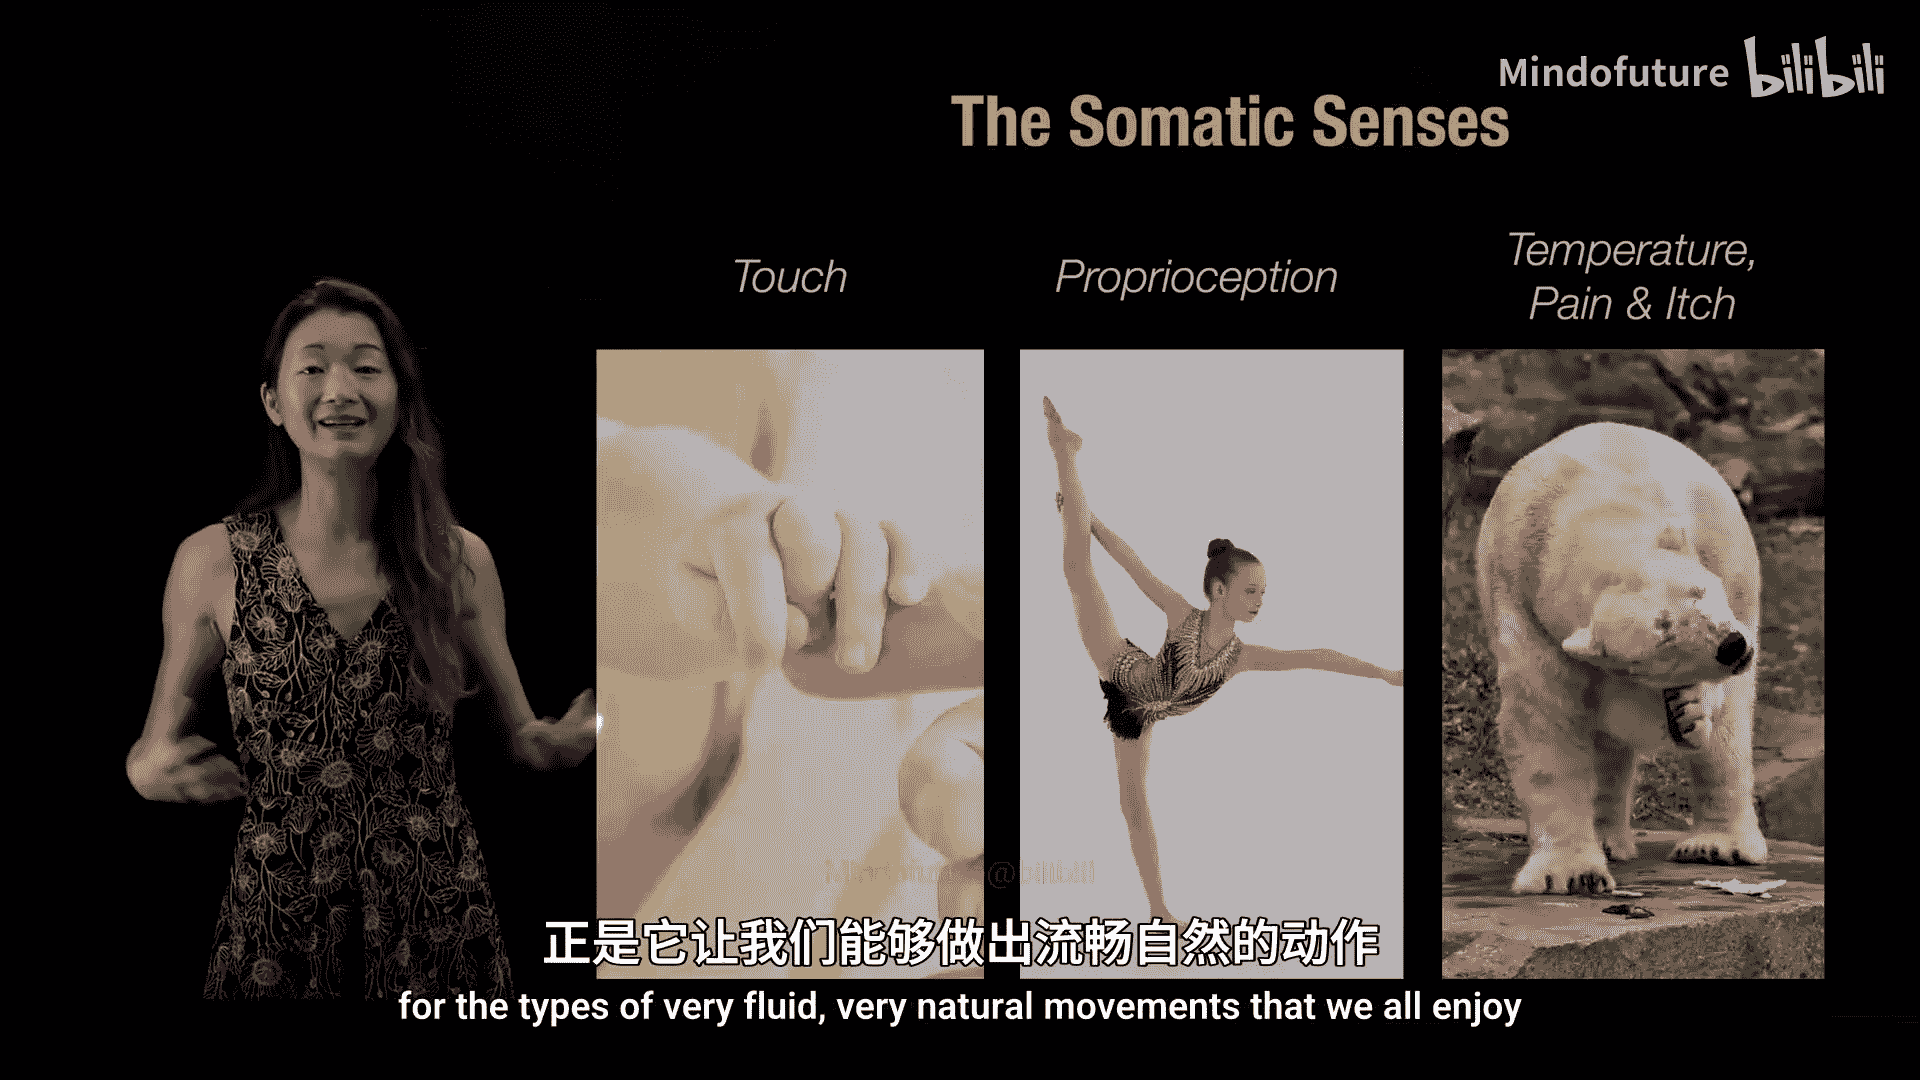 Mindofuture bilibili
The Somatic Senses
Touch
Proprioception
Temperature,
Pain & Itch
@bilibili
正是它让我们能够做出流畅自然的动作
for the types of very fluid, very natural movements that we all enjoy